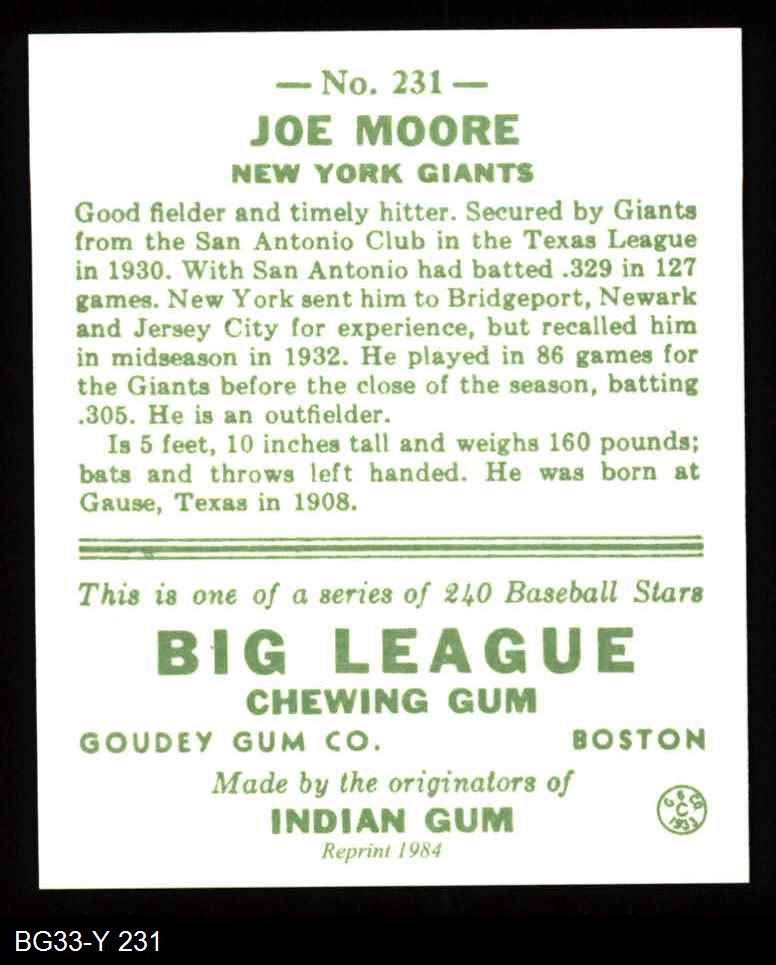 — No. 231 —
JOE MOORE
NEW YORK GIANTS
Good fielder and timely hitter. Secured by Giants
from the San Antonio Club in the Texas League
in 1930. With San Antonio had batted .329 in 127
games. New York sent him to Bridgeport, Newark
and Jersey City for experience, but recalled him
in midseason in 1932. He played in 86 games for
the Giants before the close of the season, batting
.305. He is an outfielder.
Is 5 feet, 10 inches tall and weighs 160 pounds;
bats and throws left handed. He was born at
Gause, Texas in 1908.
This is one of a series of 240 Baseball Stars
BIG LEAGUE
CHEWING GUM
GOUDEY GUM CO. BOSTON
Made by the originators of
INDIAN GUM
G & CO
C
1933
Reprint 1984
BG33-Y 231